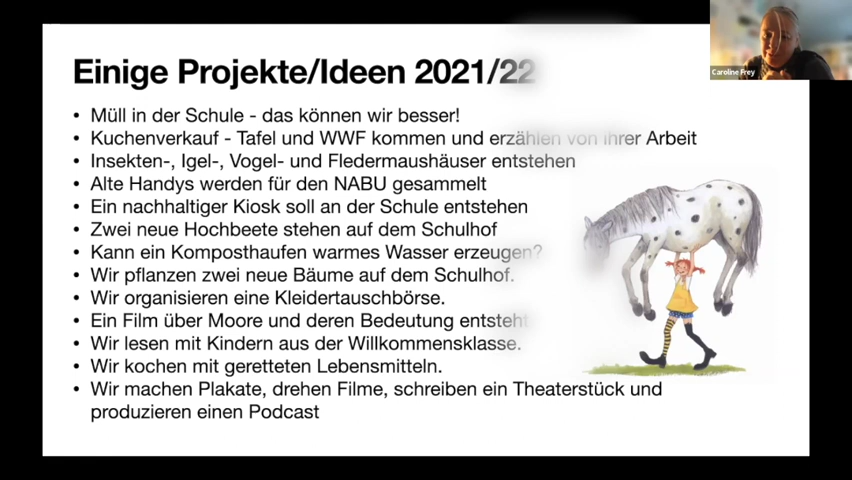 Einige Projekte/Ideen 2021/22
• Müll in der Schule - das können wir besser!
• Kuchenverkauf - Tafel und WWF kommen und erzählen von ihrer Arbeit
• Insekten-, Igel-, Vogel- und Fledermaushäuser entstehen
• Alte Handys werden für den NABU gesammelt
• Ein nachhaltiger Kiosk soll an der Schule entstehen
• Zwei neue Hochbeete stehen auf dem Schulhof
• Kann ein Komposthaufen warmes Wasser erzeugen?
• Wir pflanzen zwei neue Bäume auf dem Schulhof.
• Wir organisieren eine Kleidertauschbörse.
• Ein Film über Moore und deren Bedeutung entsteht
• Wir lesen mit Kindern aus der Willkommensklasse.
• Wir kochen mit geretteten Lebensmitteln.
• Wir machen Plakate, drehen Filme, schreiben ein Theaterstück und
produzieren einen Podcast
Caroline Frey